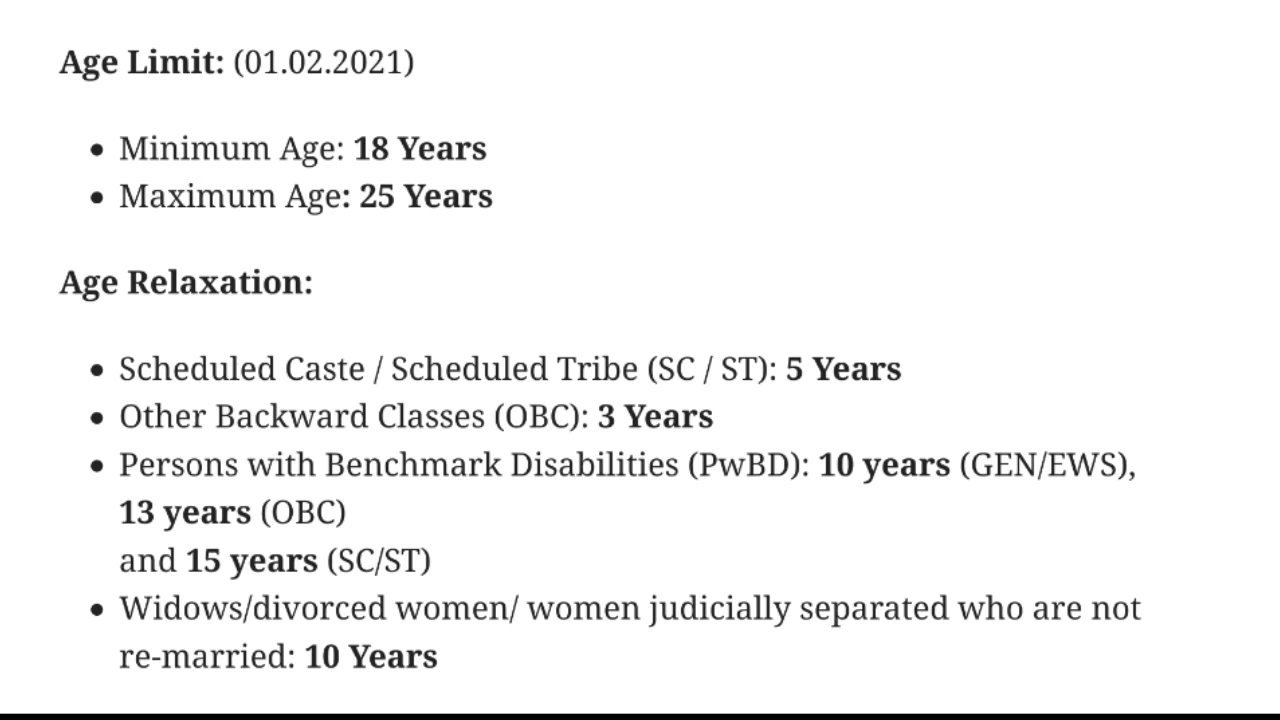 Age Limit: (01.02.2021)
• Minimum Age: 18 Years
• Maximum Age: 25 Years
Age Relaxation:
• Scheduled Caste / Scheduled Tribe (SC / ST): 5 Years
• Other Backward Classes (OBC): 3 Years
• Persons with Benchmark Disabilities (PwBD): 10 years (GEN/EWS),
13 years (OBC)
and 15 years (SC/ST)
• Widows/divorced women/ women judicially separated who are not
re-married: 10 Years